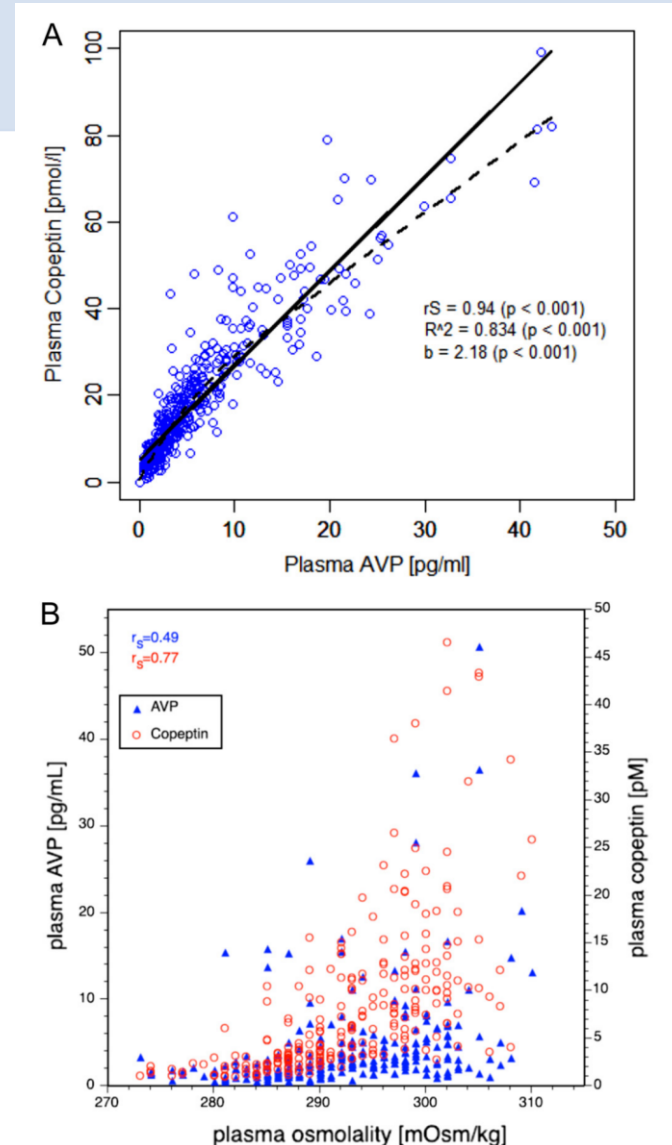 A
Plasma Copeptin [pmol/l]
100
80
60
40
20
0
rS = 0.94 (p < 0.001)
R^2 = 0.834 (p < 0.001)
b = 2.18 (p < 0.001)
0 10 20 30 40 50
Plasma AVP [pg/ml]
B
rs=0.49
rs=0.77
AVP
Copeptin
plasma AVP [pg/mL]
50
40
30
20
10
0
plasma copeptin [pM]
50
45
40
35
30
25
20
15
10
5
0
270 280 290 300 310
plasma osmolality [mOsm/kg]